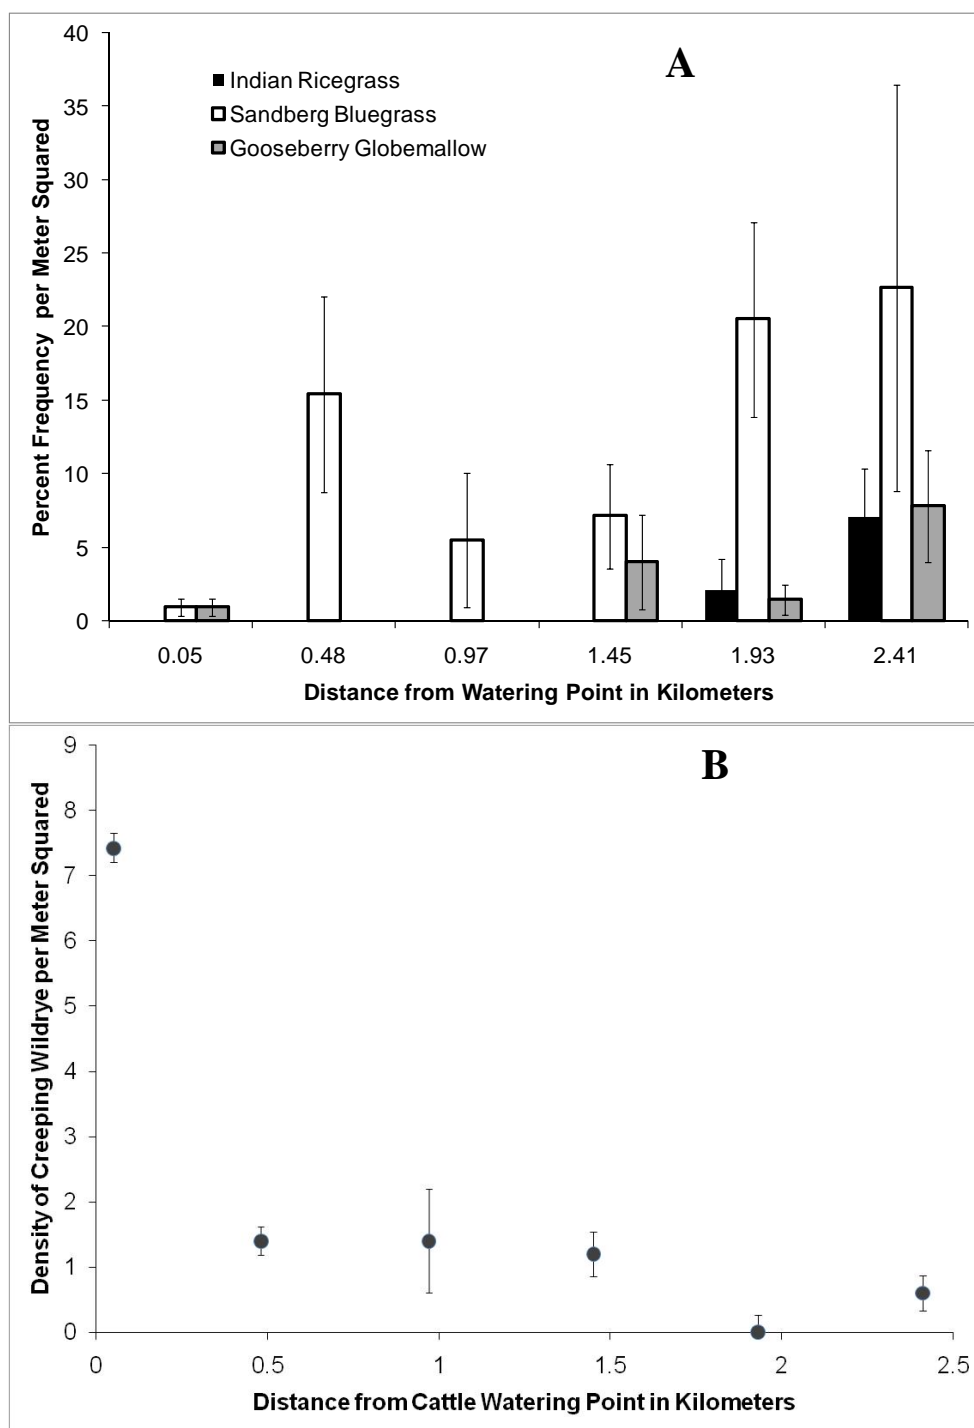 A
Indian Ricegrass
Sandberg Bluegrass
Gooseberry Globemallow
Percent Frequency per Meter Squared
40
35
30
25
20
15
10
5
0
0.05 0.48 0.97 1.45 1.93 2.41
Distance from Watering Point in Kilometers
B
Density of Creeping Wildrye per Meter Squared
9
8
7
6
5
4
3
2
1
0
0 0.5 1 1.5 2 2.5
Distance from Cattle Watering Point in Kilometers